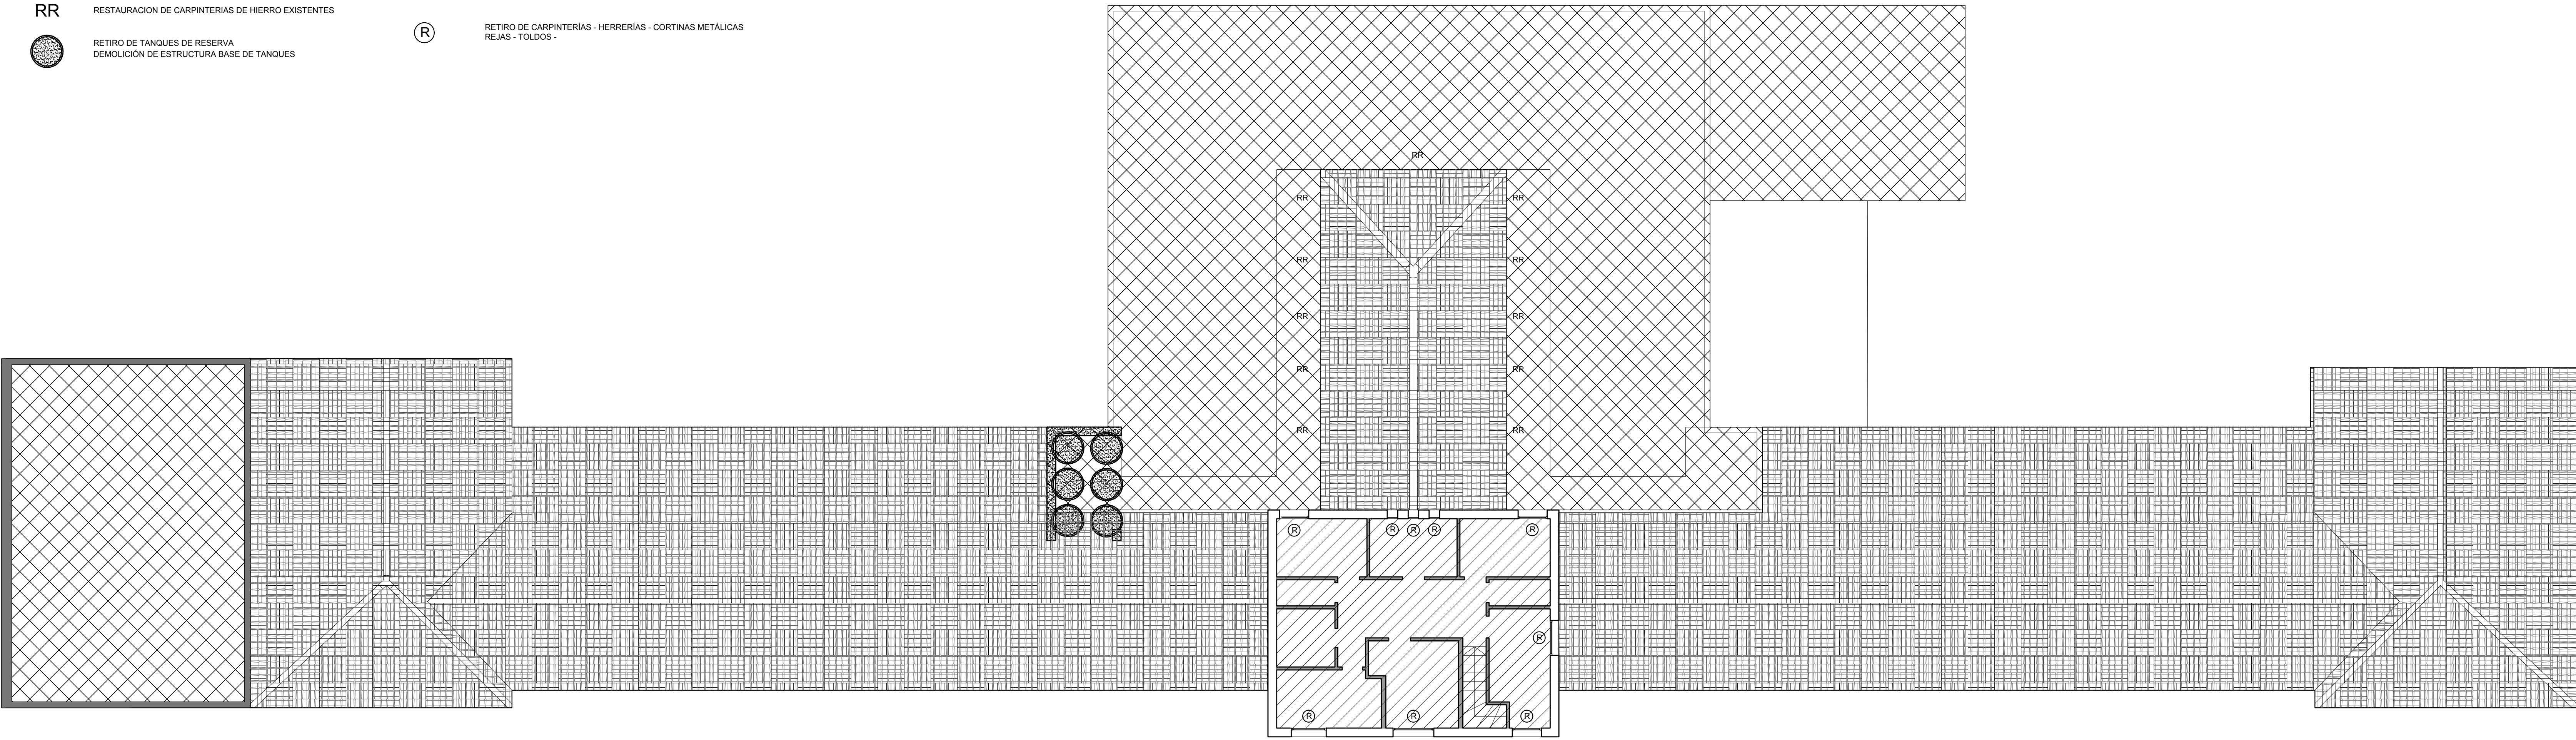 RR
RESTAURACION DE CARPINTERIAS DE HIERRO EXISTENTES
RETIRO DE TANQUES DE RESERVA
DEMOLICIÓN DE ESTRUCTURA BASE DE TANQUES
R
RETIRO DE CARPINTERÍAS - HERRERÍAS - CORTINAS METÁLICAS
REJAS - TOLDOS -
RR
RR RR
RR RR
RR RR
RR RR
RR RR
R R R R R
R
R R R